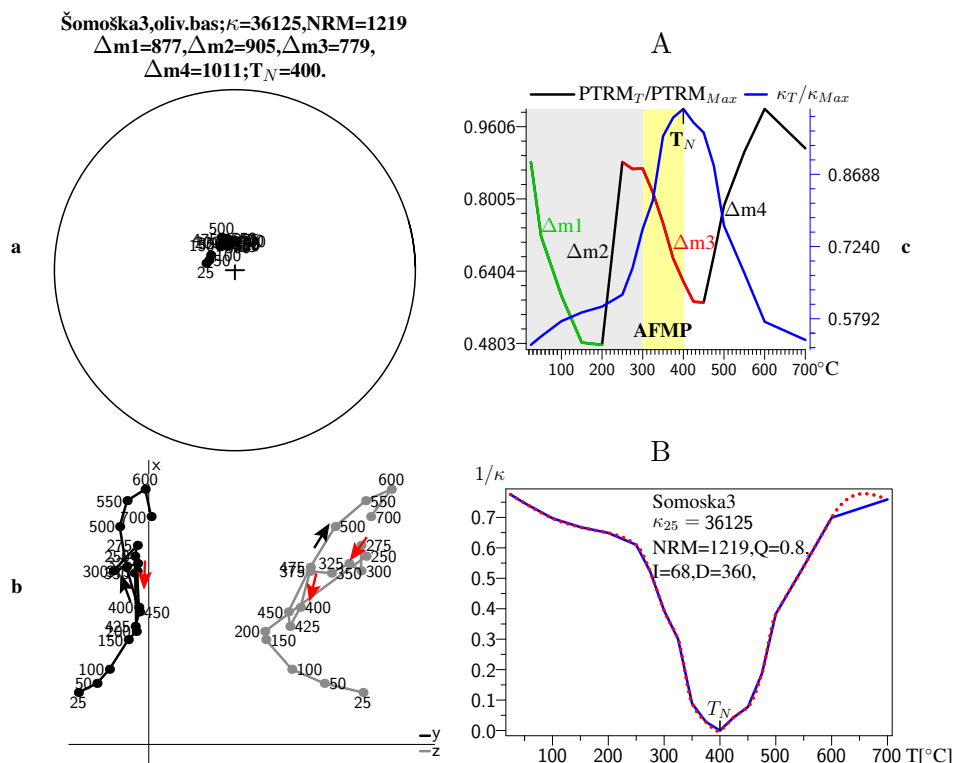 Šomoška3,oliv.bas;κ=36125,NRM=1219
Δm1=877,Δm2=905,Δm3=779,
Δm4=1011;T_N=400.
a
500
100
50
25
b
x
600
550
700
500
275
300
400
450
425
200
150
100
50
25
600
550
700
500
275
250
475
325
375
350
300
450
400
425
200
150
100
50
25
y
z
A
PTRM_T/PTRM_Max
κ_T/κ_Max
0.9606
0.8005
0.6404
0.4803
T_N
Δm1
Δm2
Δm3
Δm4
AFMP
0.8688
0.7240
0.5792
c
100 200 300 400 500 600 700 °C
B
1/κ
0.7
0.6
0.5
0.4
0.3
0.2
0.1
0.0
Somoska3
κ25 = 36125
NRM=1219,Q=0.8,
I=68,D=360,
T_N
100 200 300 400 500 600 700 T[°C]